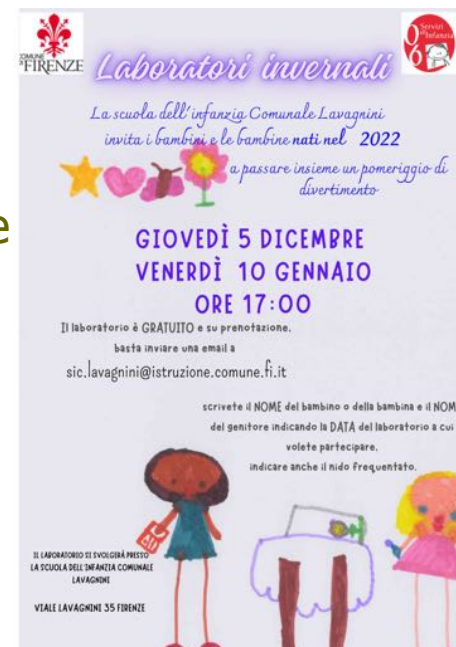 COMUNE
DI FIRENZE
Servizi
all'Infanzia
06
Laboratori invernali
La scuola dell'infanzia Comunale Lavagnini
invita i bambini e le bambine nati nel 2022
a passare insieme un pomeriggio di
divertimento
e
GIOVEDÌ 5 DICEMBRE
VENERDÌ 10 GENNAIO
ORE 17:00
Il laboratorio è GRATUITO e su prenotazione.
basta inviare una email a
sic.lavagnini@istruzione.comune.fi.it
scrivete il NOME del bambino o della bambina e il NOM
del genitore indicando la DATA del laboratorio a cui
volete partecipare.
indicare anche il nido frequentato.
IL LABORATORIO SI SVOLGERÀ PRESSO
LA SCUOLA DELL'INFANZIA COMUNALE
LAVAGNINI
VIALE LAVAGNINI 35 FIRENZE